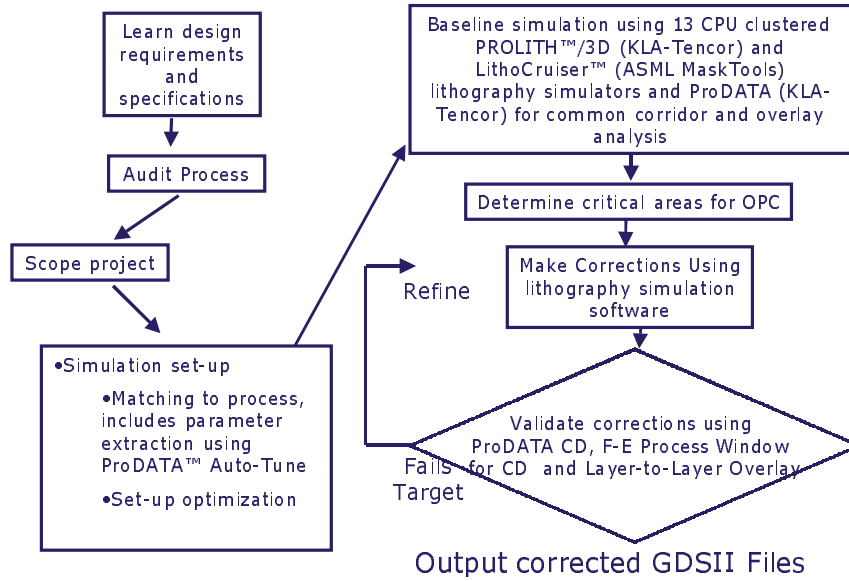 Learn design
requirements
and
specifications
Audit Process
Scope project
•Simulation set-up
•Matching to process,
includes parameter
extraction using
ProDATA™ Auto-Tune
•Set-up optimization
Baseline simulation using 13 CPU clustered
PROLITH™/3D (KLA-Tencor) and
LithoCruiser™ (ASML MaskTools)
lithography simulators and ProDATA (KLA-
Tencor) for common corridor and overlay
analysis
Determine critical areas for OPC
Make Corrections Using
lithography simulation
software
Refine
Validate corrections using
ProDATA CD, F-E Process Window
for CD and Layer-to-Layer Overlay
Fails
Target
Output corrected GDSII Files